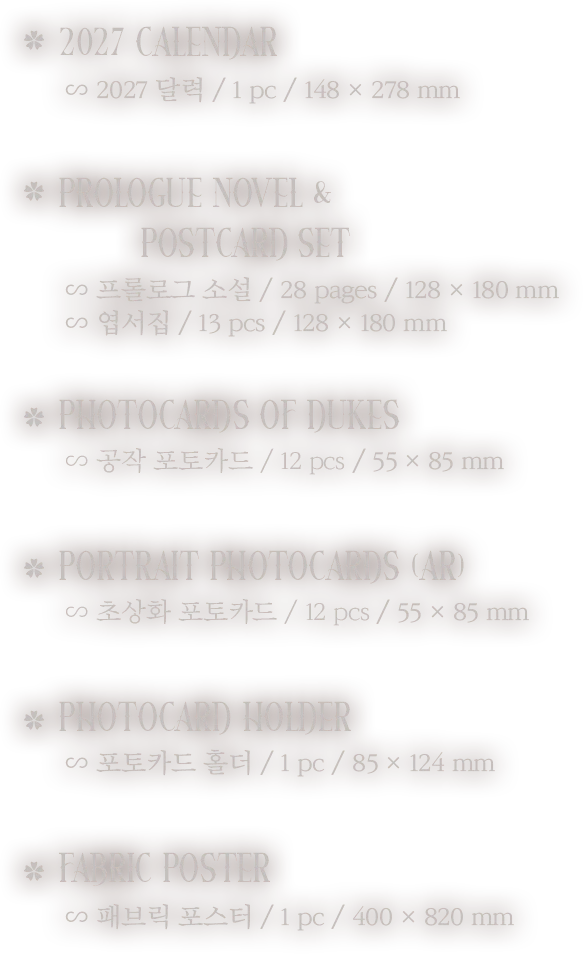 2027 CALENDAR
2027 달력 / 1 pc / 148 × 278 mm
PROLOGUE NOVEL &
POSTCARD SET
프롤로그 소설 / 28 pages / 128 × 180 mm
엽서집 / 13 pcs / 128 × 180 mm
PHOTOCARDS OF DUKES
공작 포토카드 / 12 pcs / 55 × 85 mm
PORTRAIT PHOTOCARDS (AR)
초상화 포토카드 / 12 pcs / 55 × 85 mm
PHOTOCARD HOLDER
포토카드 홀더 / 1 pc / 85 × 124 mm
FABRIC POSTER
패브릭 포스터 / 1 pc / 400 × 820 mm